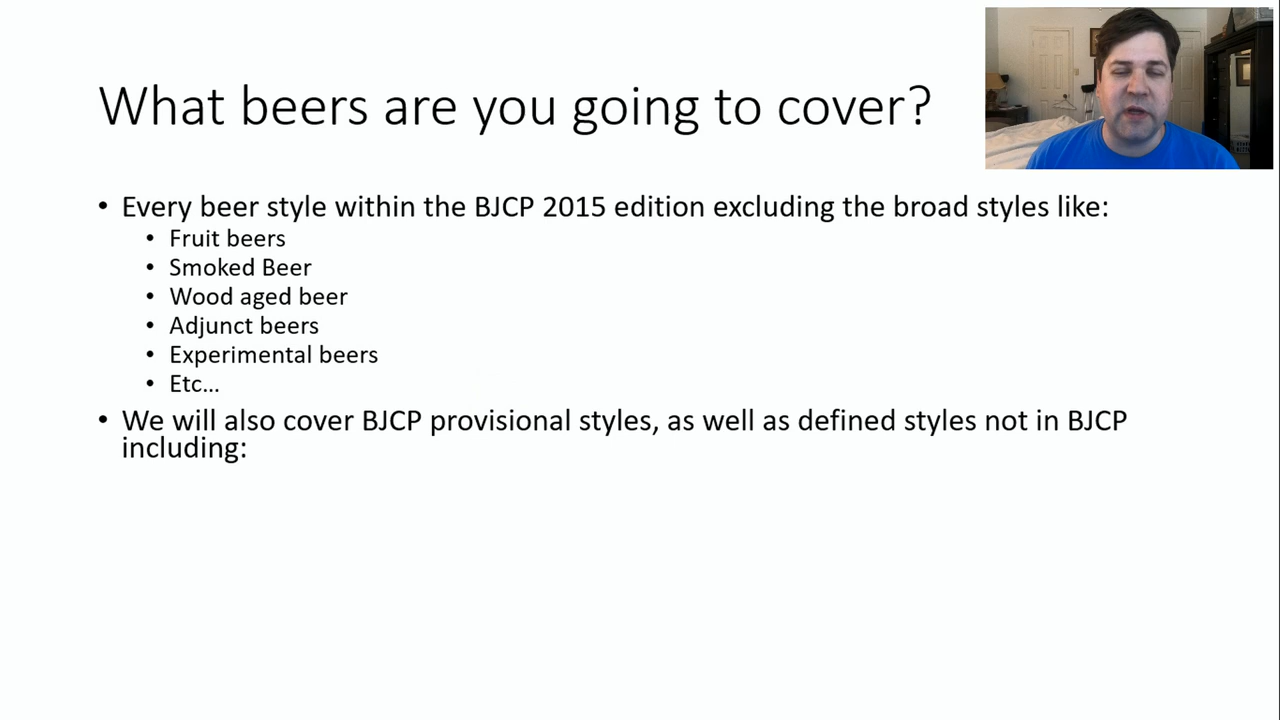 What beers are you going to cover?
• Every beer style within the BJCP 2015 edition excluding the broad styles like:
• Fruit beers
• Smoked Beer
• Wood aged beer
• Adjunct beers
• Experimental beers
• Etc…
• We will also cover BJCP provisional styles, as well as defined styles not in BJCP
including: